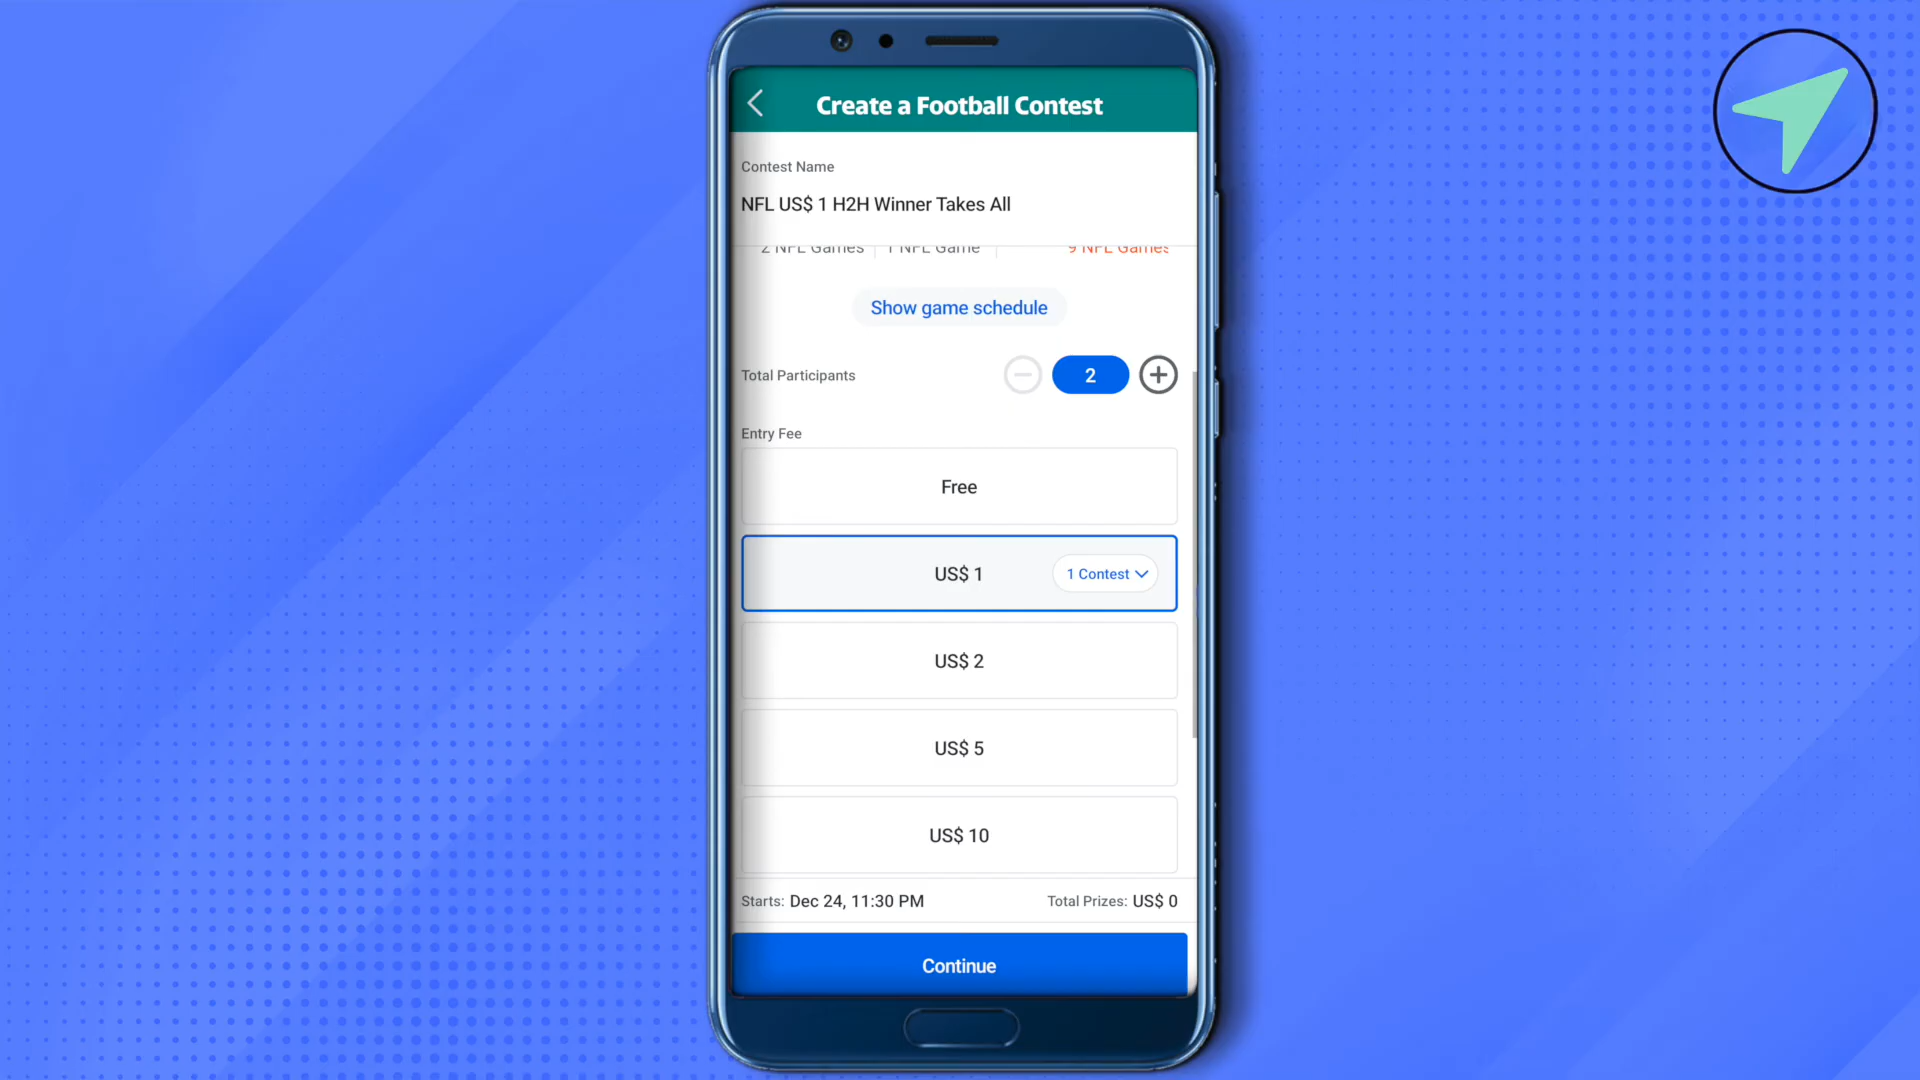 Create a Football Contest
Contest Name
NFL US$ 1 H2H Winner Takes All
2 NFL Games 1 NFL Game 9 NFL Games
Show game schedule
Total Participants 2
Entry Fee
Free
US$ 1 1 Contest
US$ 2
US$ 5
US$ 10
Starts: Dec 24, 11:30 PM Total Prizes: US$ 0
Continue